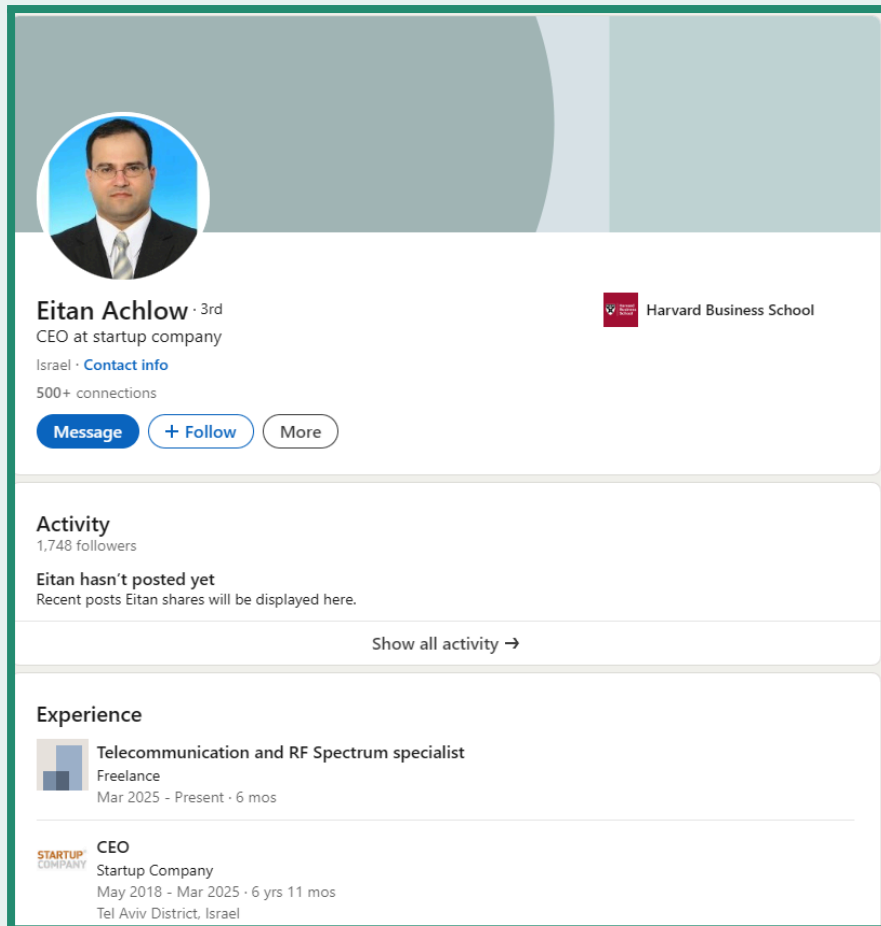 Eitan Achlow · 3rd
CEO at startup company
Israel · Contact info
500+ connections
Message
+ Follow
More
Harvard Business School
Harvard Business School
Activity
1,748 followers
Eitan hasn't posted yet
Recent posts Eitan shares will be displayed here.
Show all activity →
Experience
Telecommunication and RF Spectrum specialist
Freelance
Mar 2025 - Present · 6 mos
STARTUP COMPANY
CEO
Startup Company
May 2018 - Mar 2025 · 6 yrs 11 mos
Tel Aviv District, Israel